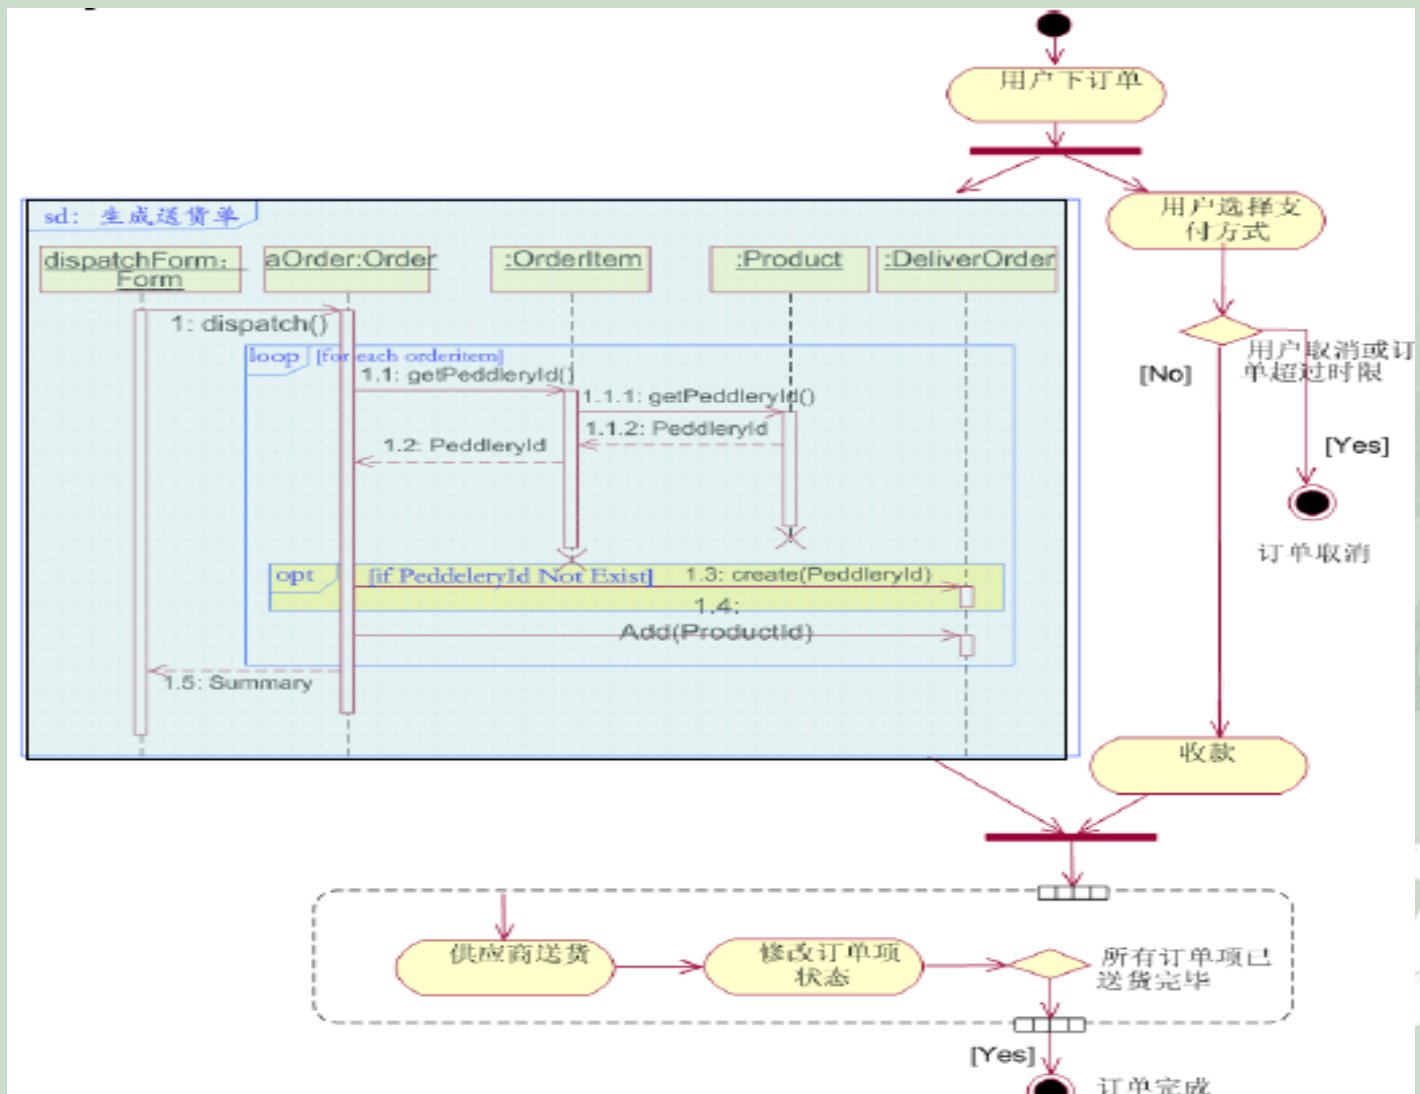 用户下订单
sd: 生成送货单
用户选择支
付方式
dispatchForm:
Form
aOrder:Order
:OrderItem
:Product
:DeliverOrder
1: dispatch()
loop
[for each orderitem]
1.1: getPeddleryId()
1.1.1: getPeddleryId()
1.1.2: PeddleryId
1.2: PeddleryId
用户取消或订
单超过时限
[No]
[Yes]
订单取消
opt
[if PeddeleryId Not Exist]
1.3: create(PeddleryId)
1.4:
Add(ProductId)
1.5: Summary
收款
供应商送货
修改订单项
状态
所有订单项已
送货完毕
[Yes]
订单完成